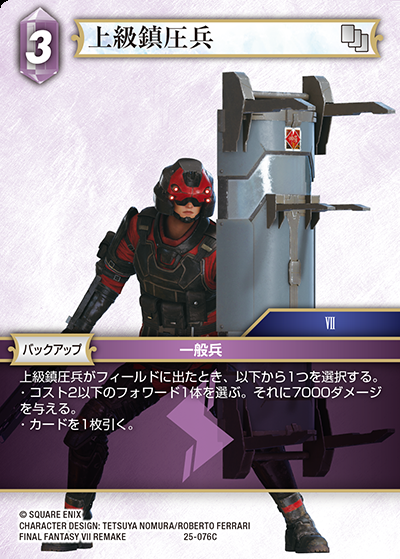 3
上級鎮圧兵
VII
バックアップ
一般兵
上級鎮圧兵がフィールドに出たとき、以下から1つを選択する。
・コスト2以下のフォワード1体を選ぶ。それに7000ダメージ
を与える。
・カードを1枚引く。
© SQUARE ENIX
CHARACTER DESIGN: TETSUYA NOMURA/ROBERTO FERRARI
FINAL FANTASY VII REMAKE 25-076C